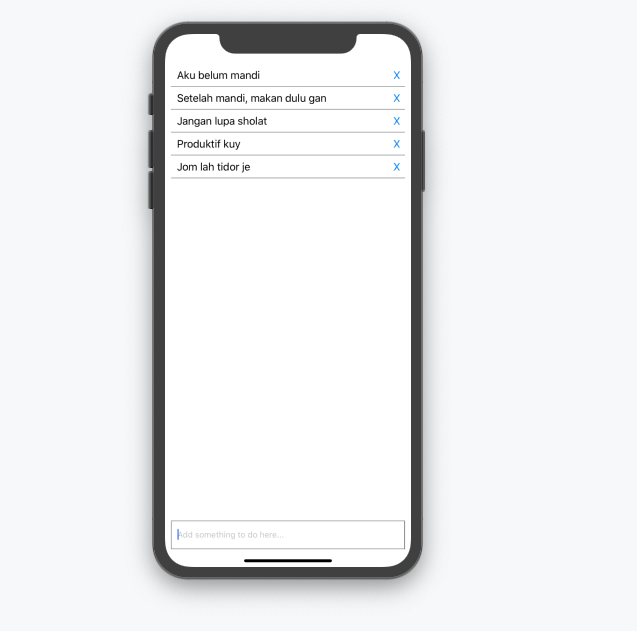 Aku belum mandi X
Setelah mandi, makan dulu gan X
Jangan lupa sholat X
Produktif kuy X
Jom lah tidor je X
Add something to do here...